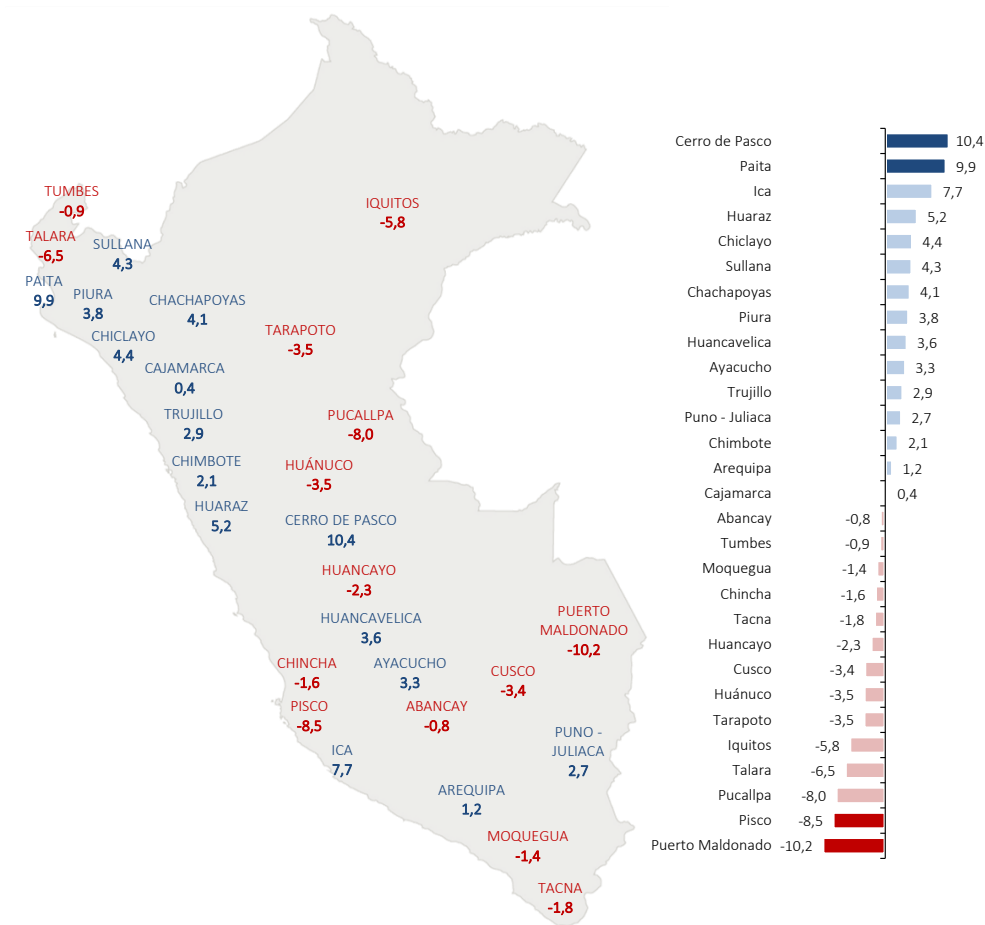 TUMBES
-0,9
IQUITOS
-5,8
TALARA
-6,5
SULLANA
4,3
PAITA
9,9
PIURA
3,8
CHACHAPOYAS
4,1
CHICLAYO
4,4
TARAPOTO
-3,5
CAJAMARCA
0,4
TRUJILLO
2,9
PUCALLPA
-8,0
CHIMBOTE
2,1
HUÁNUCO
-3,5
HUARAZ
5,2
CERRO DE PASCO
10,4
HUANCAYO
-2,3
HUANCAVELICA
3,6
PUERTO
MALDONADO
-10,2
CHINCHA
-1,6
AYACUCHO
3,3
CUSCO
-3,4
PISCO
-8,5
ABANCAY
-0,8
ICA
7,7
PUNO -
JULIACA
2,7
AREQUIPA
1,2
MOQUEGUA
-1,4
TACNA
-1,8
Cerro de Pasco 10,4
Paita 9,9
Ica 7,7
Huaraz 5,2
Chiclayo 4,4
Sullana 4,3
Chachapoyas 4,1
Piura 3,8
Huancavelica 3,6
Ayacucho 3,3
Trujillo 2,9
Puno - Juliaca 2,7
Chimbote 2,1
Arequipa 1,2
Cajamarca 0,4
Abancay -0,8
Tumbes -0,9
Moquegua -1,4
Chincha -1,6
Tacna -1,8
Huancayo -2,3
Cusco -3,4
Huánuco -3,5
Tarapoto -3,5
Iquitos -5,8
Talara -6,5
Pucallpa -8,0
Pisco -8,5
Puerto Maldonado -10,2